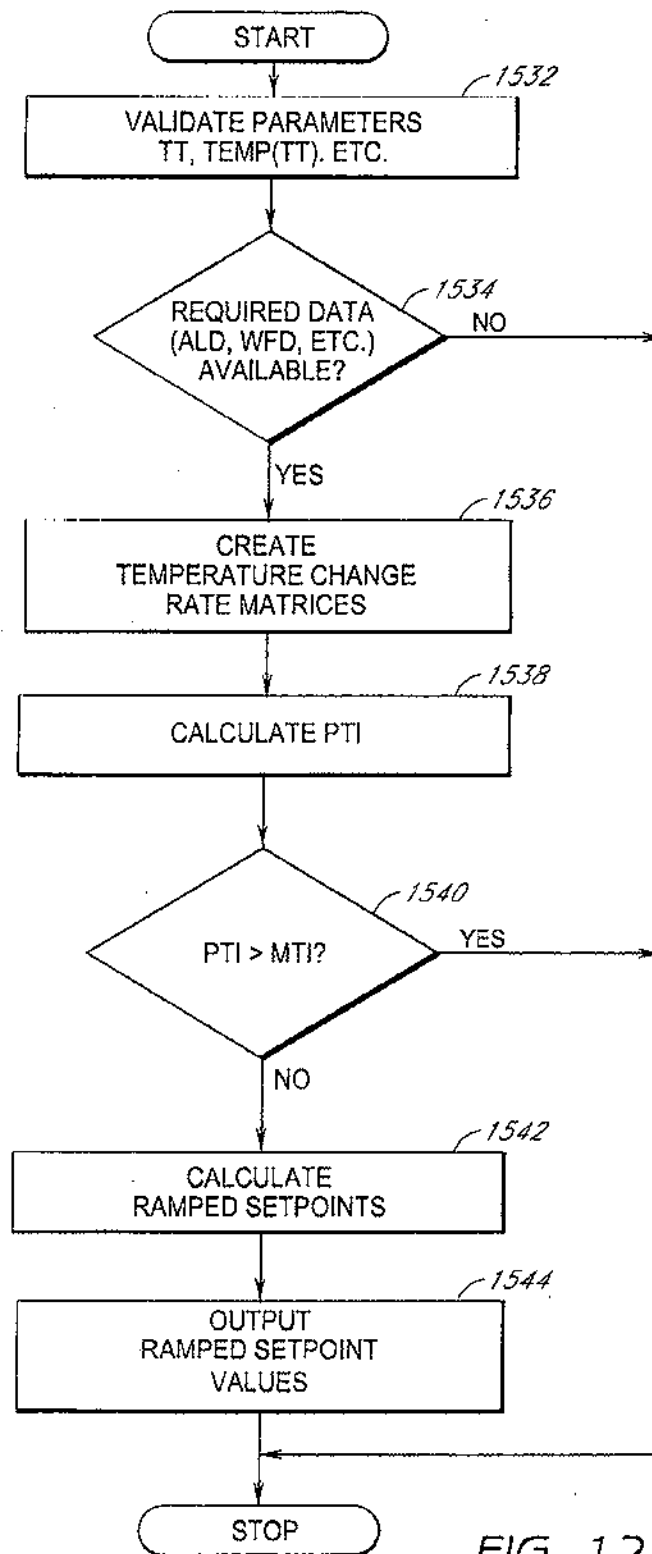 START
1532
VALIDATE PARAMETERS
TT, TEMP(TT). ETC.
1534
REQUIRED DATA
(ALD, WFD, ETC.)
AVAILABLE?
NO
YES
1536
CREATE
TEMPERATURE CHANGE
RATE MATRICES
1538
CALCULATE PTI
1540
PTI > MTI?
YES
NO
1542
CALCULATE
RAMPED SETPOINTS
1544
OUTPUT
RAMPED SETPOINT
VALUES
STOP
FIG. 12